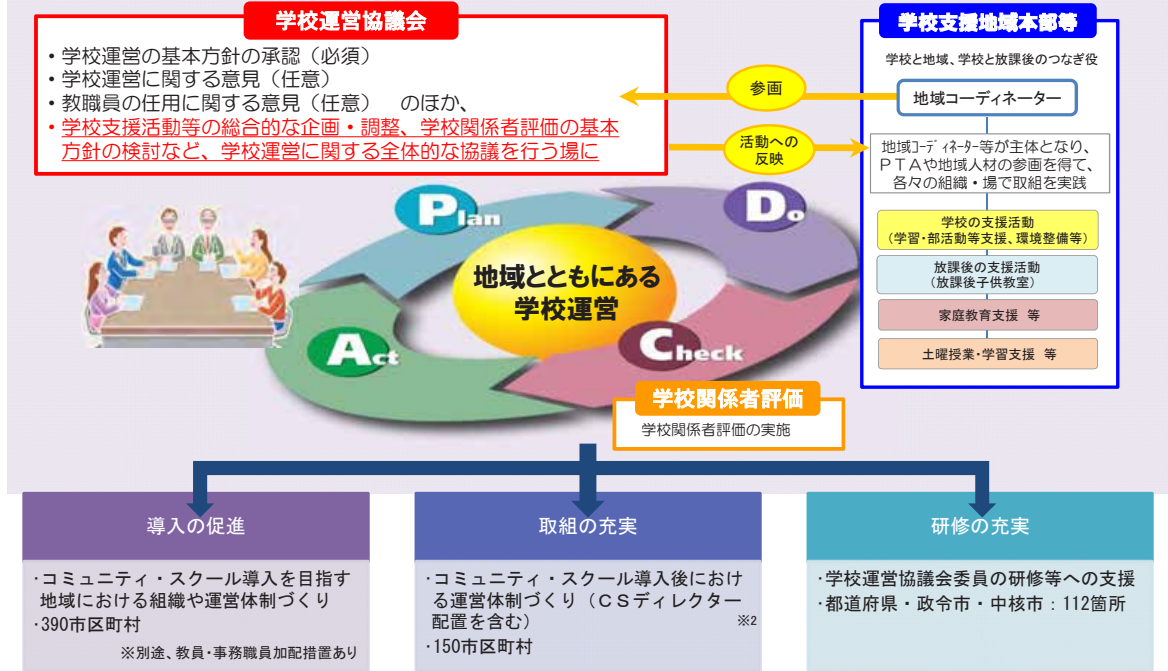 学校運営協議会
・学校運営の基本方針の承認（必須）
・学校運営に関する意見（任意）
・教職員の任用に関する意見（任意）　のほか、
・学校支援活動等の総合的な企画・調整、学校関係者評価の基本
方針の検討など、学校運営に関する全体的な協議を行う場に
参画
活動への
反映
学校支援地域本部等
学校と地域、学校と放課後のつなぎ役
地域コーディネーター
地域ｺｰﾃﾞｨﾈｰﾀｰ等が主体となり、
ＰＴＡや地域人材の参画を得て、
各々の組織・場で取組を実践
学校の支援活動
（学習・部活動等支援、環境整備等）
放課後の支援活動
（放課後子供教室）
家庭教育支援 等
土曜授業・学習支援 等
Plan
Do
地域とともにある
学校運営
Act
Check
学校関係者評価
学校関係者評価の実施
導入の促進
・コミュニティ・スクール導入を目指す
地域における組織や運営体制づくり
・390市区町村
※別途、教員・事務職員加配措置あり
取組の充実
・コミュニティ・スクール導入後におけ
る運営体制づくり（ＣＳディレクター
配置を含む） ※2
・150市区町村
研修の充実
・学校運営協議会委員の研修等への支援
・都道府県・政令市・中核市：112箇所